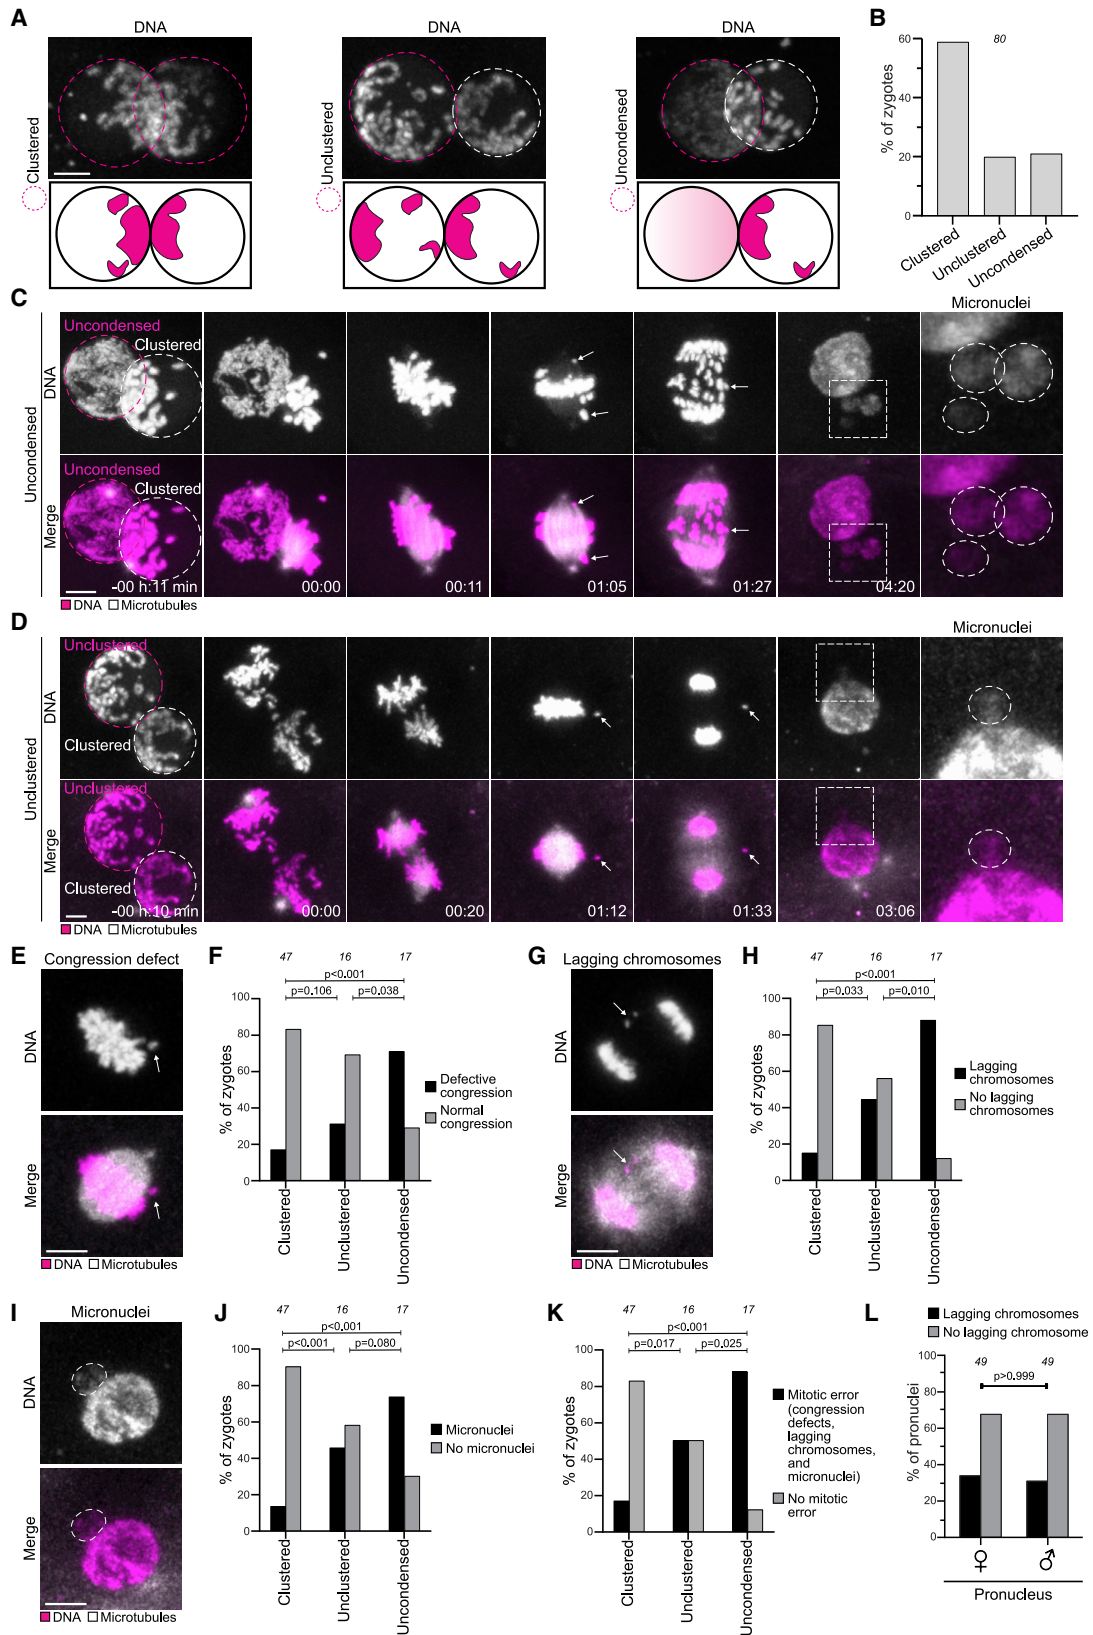 A
DNA
DNA
DNA
Clustered
Unclustered
Uncondensed
B
80
% of zygotes
60
40
20
0
Clustered
Unclustered
Uncondensed
C
Micronuclei
Uncondensed
DNA
Merge
Uncondensed
Clustered
Uncondensed
Clustered
-00 h:11 min
00:00
00:11
01:05
01:27
04:20
DNA Microtubules
D
Micronuclei
Unclustered
DNA
Merge
Unclustered
Clustered
Unclustered
Clustered
-00 h:10 min
00:00
00:20
01:12
01:33
03:06
DNA Microtubules
E
Congression defect
DNA
Merge
DNA Microtubules
F
47 16 17
p<0.001
p=0.106 p=0.038
% of zygotes
100
80
60
40
20
0
Clustered
Unclustered
Uncondensed
Defective
congression
Normal
congression
G
Lagging chromosomes
DNA
Merge
DNA Microtubules
H
47 16 17
p<0.001
p=0.033 p=0.010
% of zygotes
100
80
60
40
20
0
Clustered
Unclustered
Uncondensed
Lagging
chromosomes
No lagging
chromosomes
I
Micronuclei
DNA
Merge
DNA Microtubules
J
47 16 17
p<0.001
p<0.001 p=0.080
% of zygotes
100
80
60
40
20
0
Clustered
Unclustered
Uncondensed
Micronuclei
No micronuclei
K
47 16 17
p<0.001
p=0.017 p=0.025
% of zygotes
100
80
60
40
20
0
Clustered
Unclustered
Uncondensed
Mitotic error
(congression
defects,
lagging
chromosomes,
and
micronuclei)
No mitotic
error
L
Lagging chromosomes
No lagging chromosome
49 49
p>0.999
% of pronuclei
100
80
60
40
20
0
♀ ♂
Pronucleus